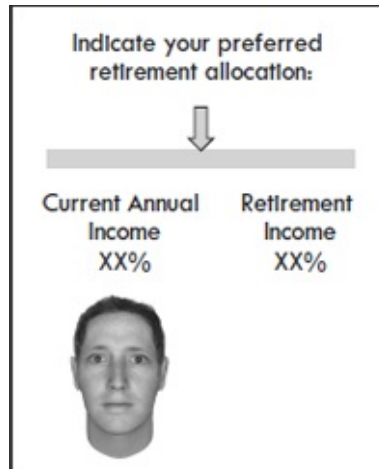 Indicate your preferred
retirement allocation:
Current Annual
Income
XX%
Retirement
Income
XX%